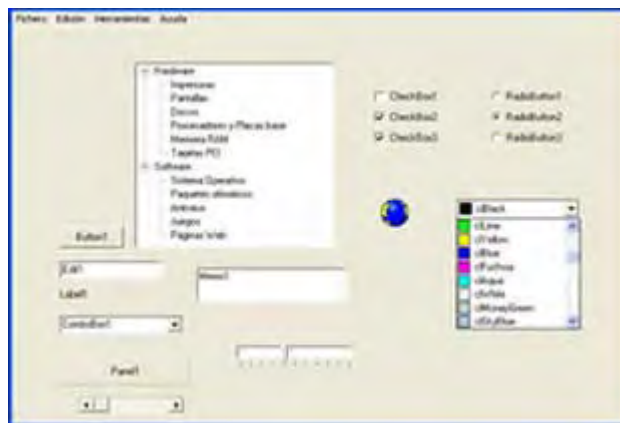 Fichero Edición Herramientas Ayuda
Hardware
Impresoras
Pantallas
Discos
Procesadores y Placas base
Memoria RAM
Tarjetas PCI
Software
Sistema Operativo
Paquetes ofimáticos
Antivirus
Juegos
Páginas Web
CheckBox1
CheckBox2
CheckBox3
RadioButton1
RadioButton2
RadioButton3
clBlack
clLime
clYellow
clBlue
clFuchsia
clAqua
clWhite
clMoneyGreen
clSkyBlue
Button1
Edit1
Label1
Memo1
ComboBox1
Panel1